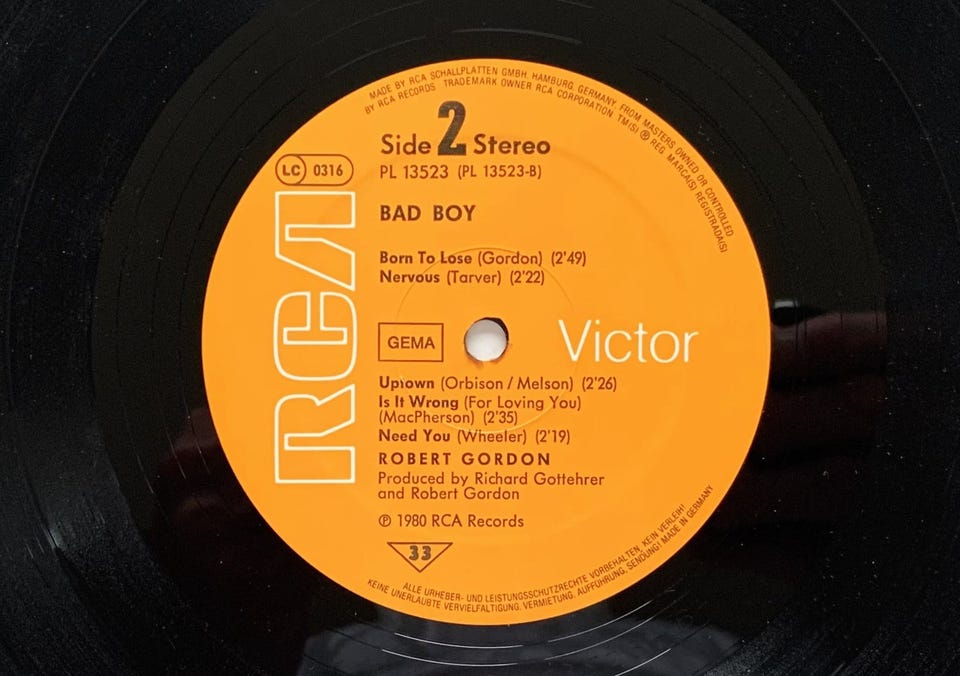 MADE BY RCA SCHALLPLATTEN GMBH, HAMBURG, GERMANY, FROM MASTERS OWNED OR CONTROLLED
BY RCA RECORDS TRADEMARK OWNER RCA CORPORATION TM(S) ® REG MARCA(S) REGISTRADA(S)
Side 2 Stereo
LC 0316
PL 13523 (PL 13523-B)
BAD BOY
Born To Lose (Gordon) (2'49)
Nervous (Tarver) (2'22)
RCA
GEMA
Victor
Uptown (Orbison / Melson) (2'26)
Is It Wrong (For Loving You)
(MacPherson) (2'35)
Need You (Wheeler) (2'19)
ROBERT GORDON
Produced by Richard Gottehrer
and Robert Gordon
℗ 1980 RCA Records
33
ALLE URHEBER- UND LEISTUNGSSCHUTZRECHTE VORBEHALTEN, KEIN VERLEIH!
KEINE UNERLAUBTE VERVIELFALTIGUNG, VERMIETUNG, AUFFÜHRUNG, SENDUNG! MADE IN GERMANY